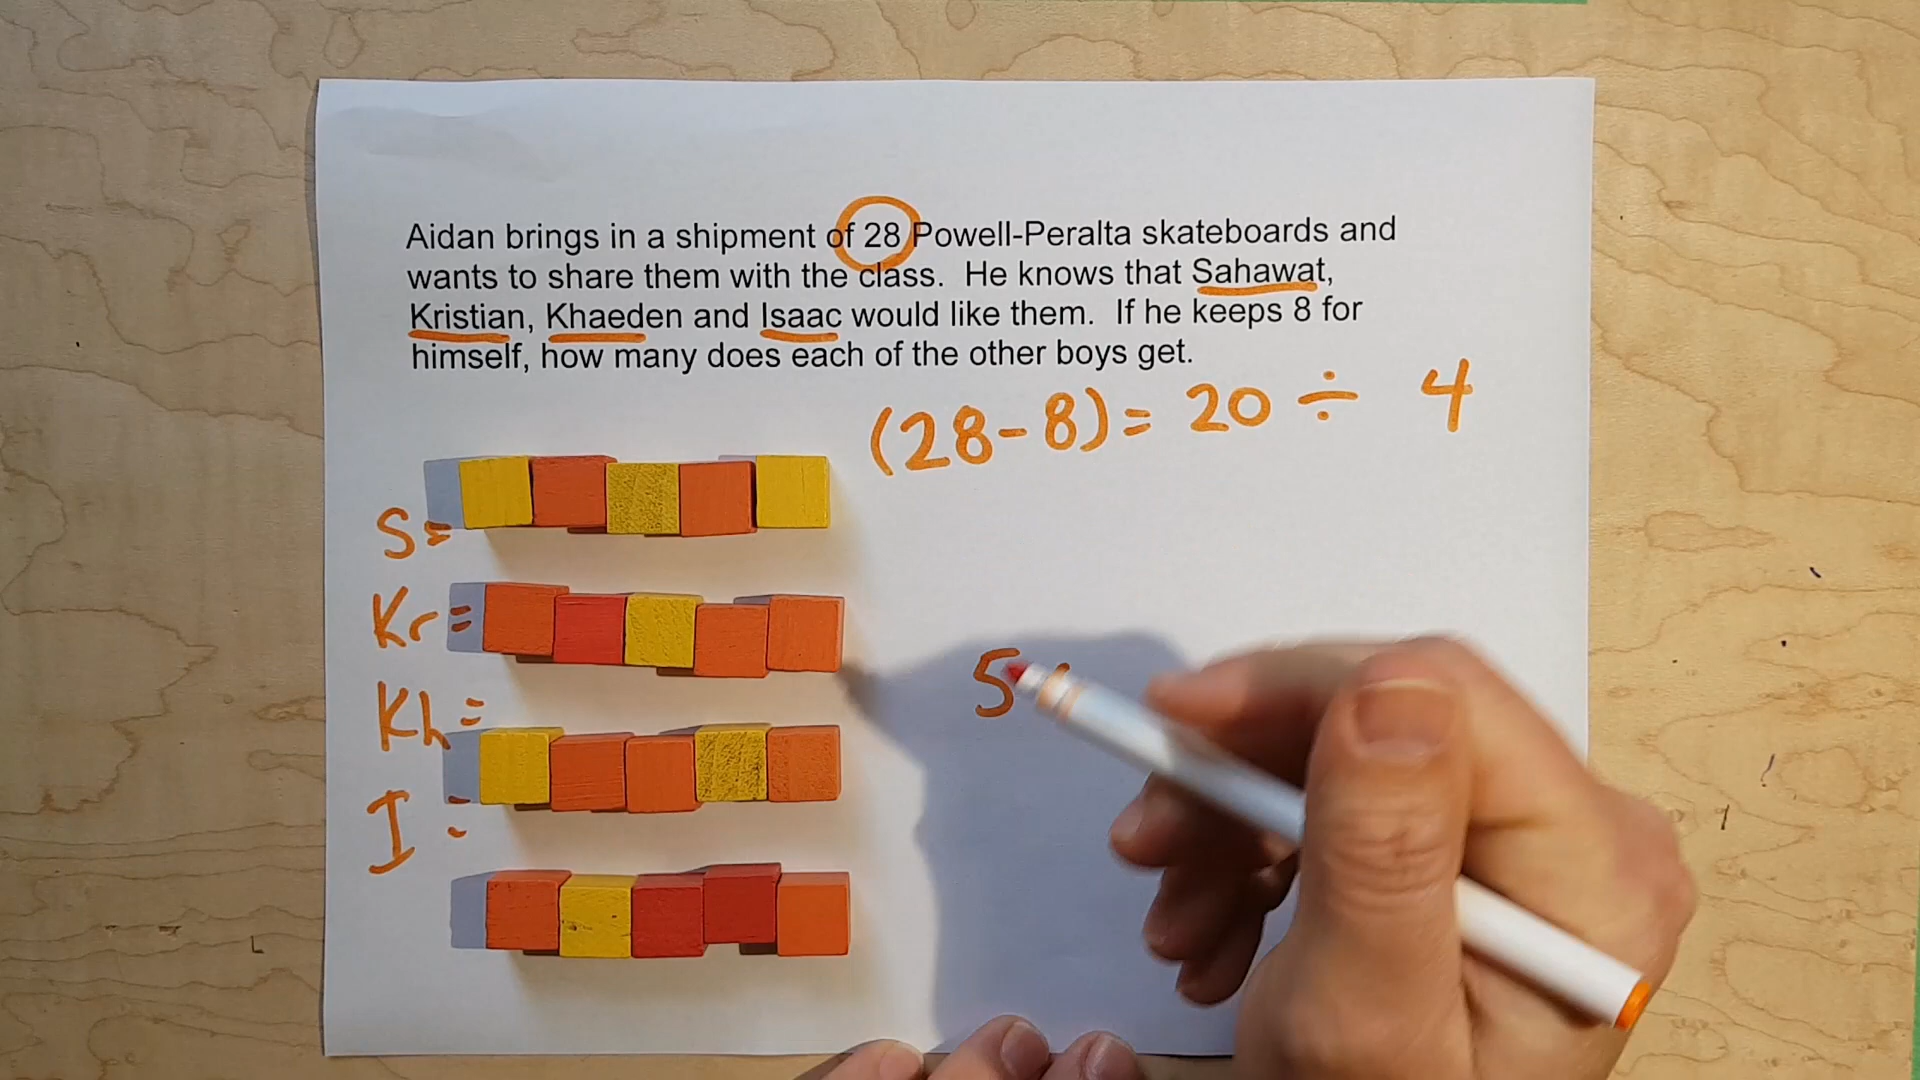 Aidan brings in a shipment of 28 Powell-Peralta skateboards and
wants to share them with the class. He knows that Sahawat,
Kristian, Khaeden and Isaac would like them. If he keeps 8 for
himself, how many does each of the other boys get.
(28-8)= 20 ÷ 4
S=
Kr=
Kh=
I=
5